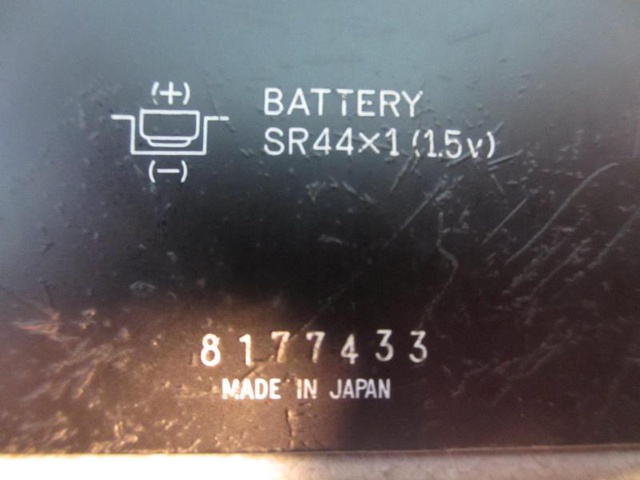 (+)
BATTERY
SR44×1 (1.5v)
(−)
8177433
MADE IN JAPAN